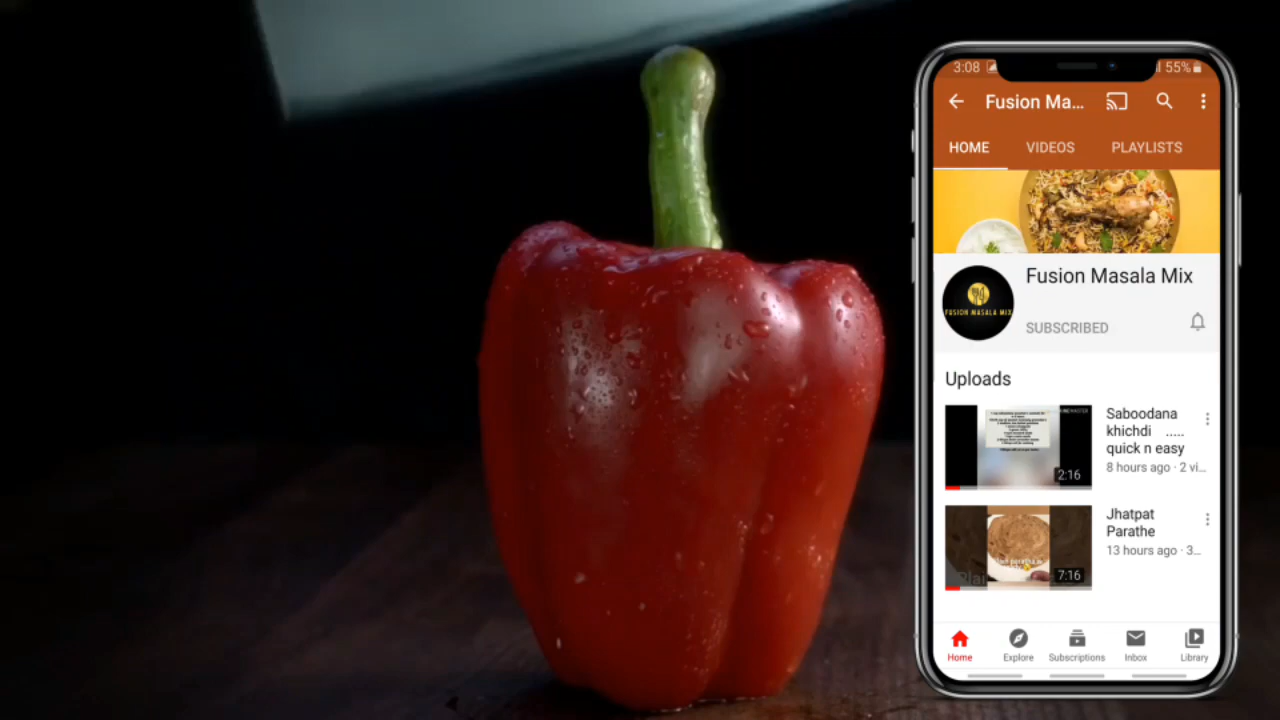 3:08
55%
Fusion Ma...
HOME VIDEOS PLAYLISTS
Fusion Masala Mix
FUSION MASALA MIX
SUBSCRIBED
Uploads
Saboodana
khichdi .....
quick n easy
8 hours ago · 2 vi...
2:16
Jhatpat
Parathe
13 hours ago · 3...
Plai
7:16
Home Explore Subscriptions Inbox Library